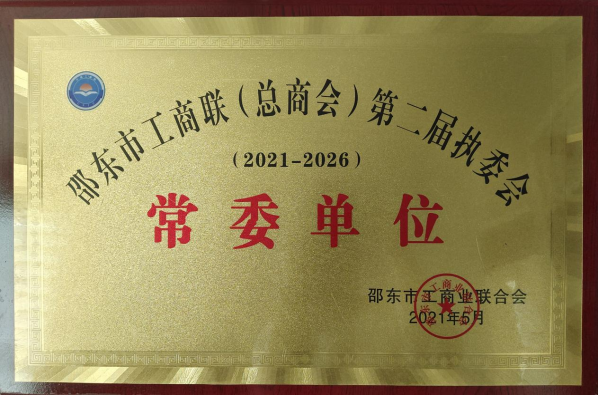 邵东市工商联（总商会）第二届执委会
（2021-2026）
常委单位
邵东市工商业联合会
2021年5月